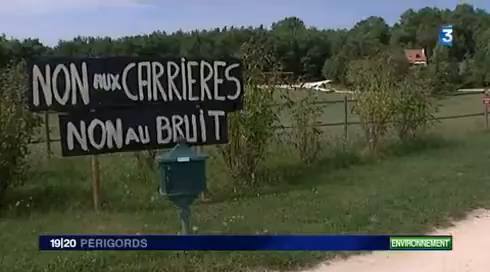 3
NON AUX CARRIERES
NON AU BRUIT
19|20 PÉRIGORDS
ENVIRONNEMENT